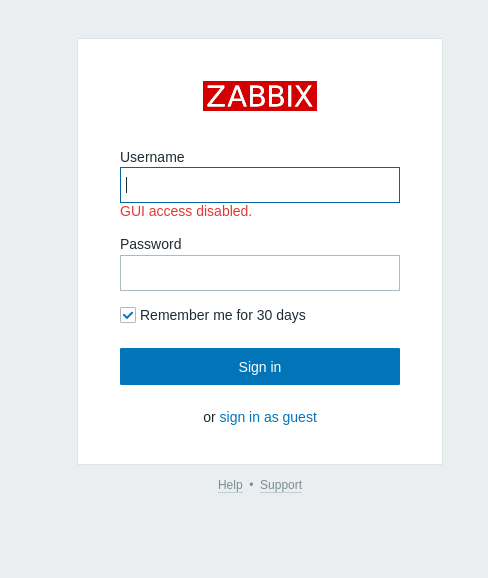 ZABBIX
Username
GUI access disabled.
Password
Remember me for 30 days
Sign in
or sign in as guest
Help • Support